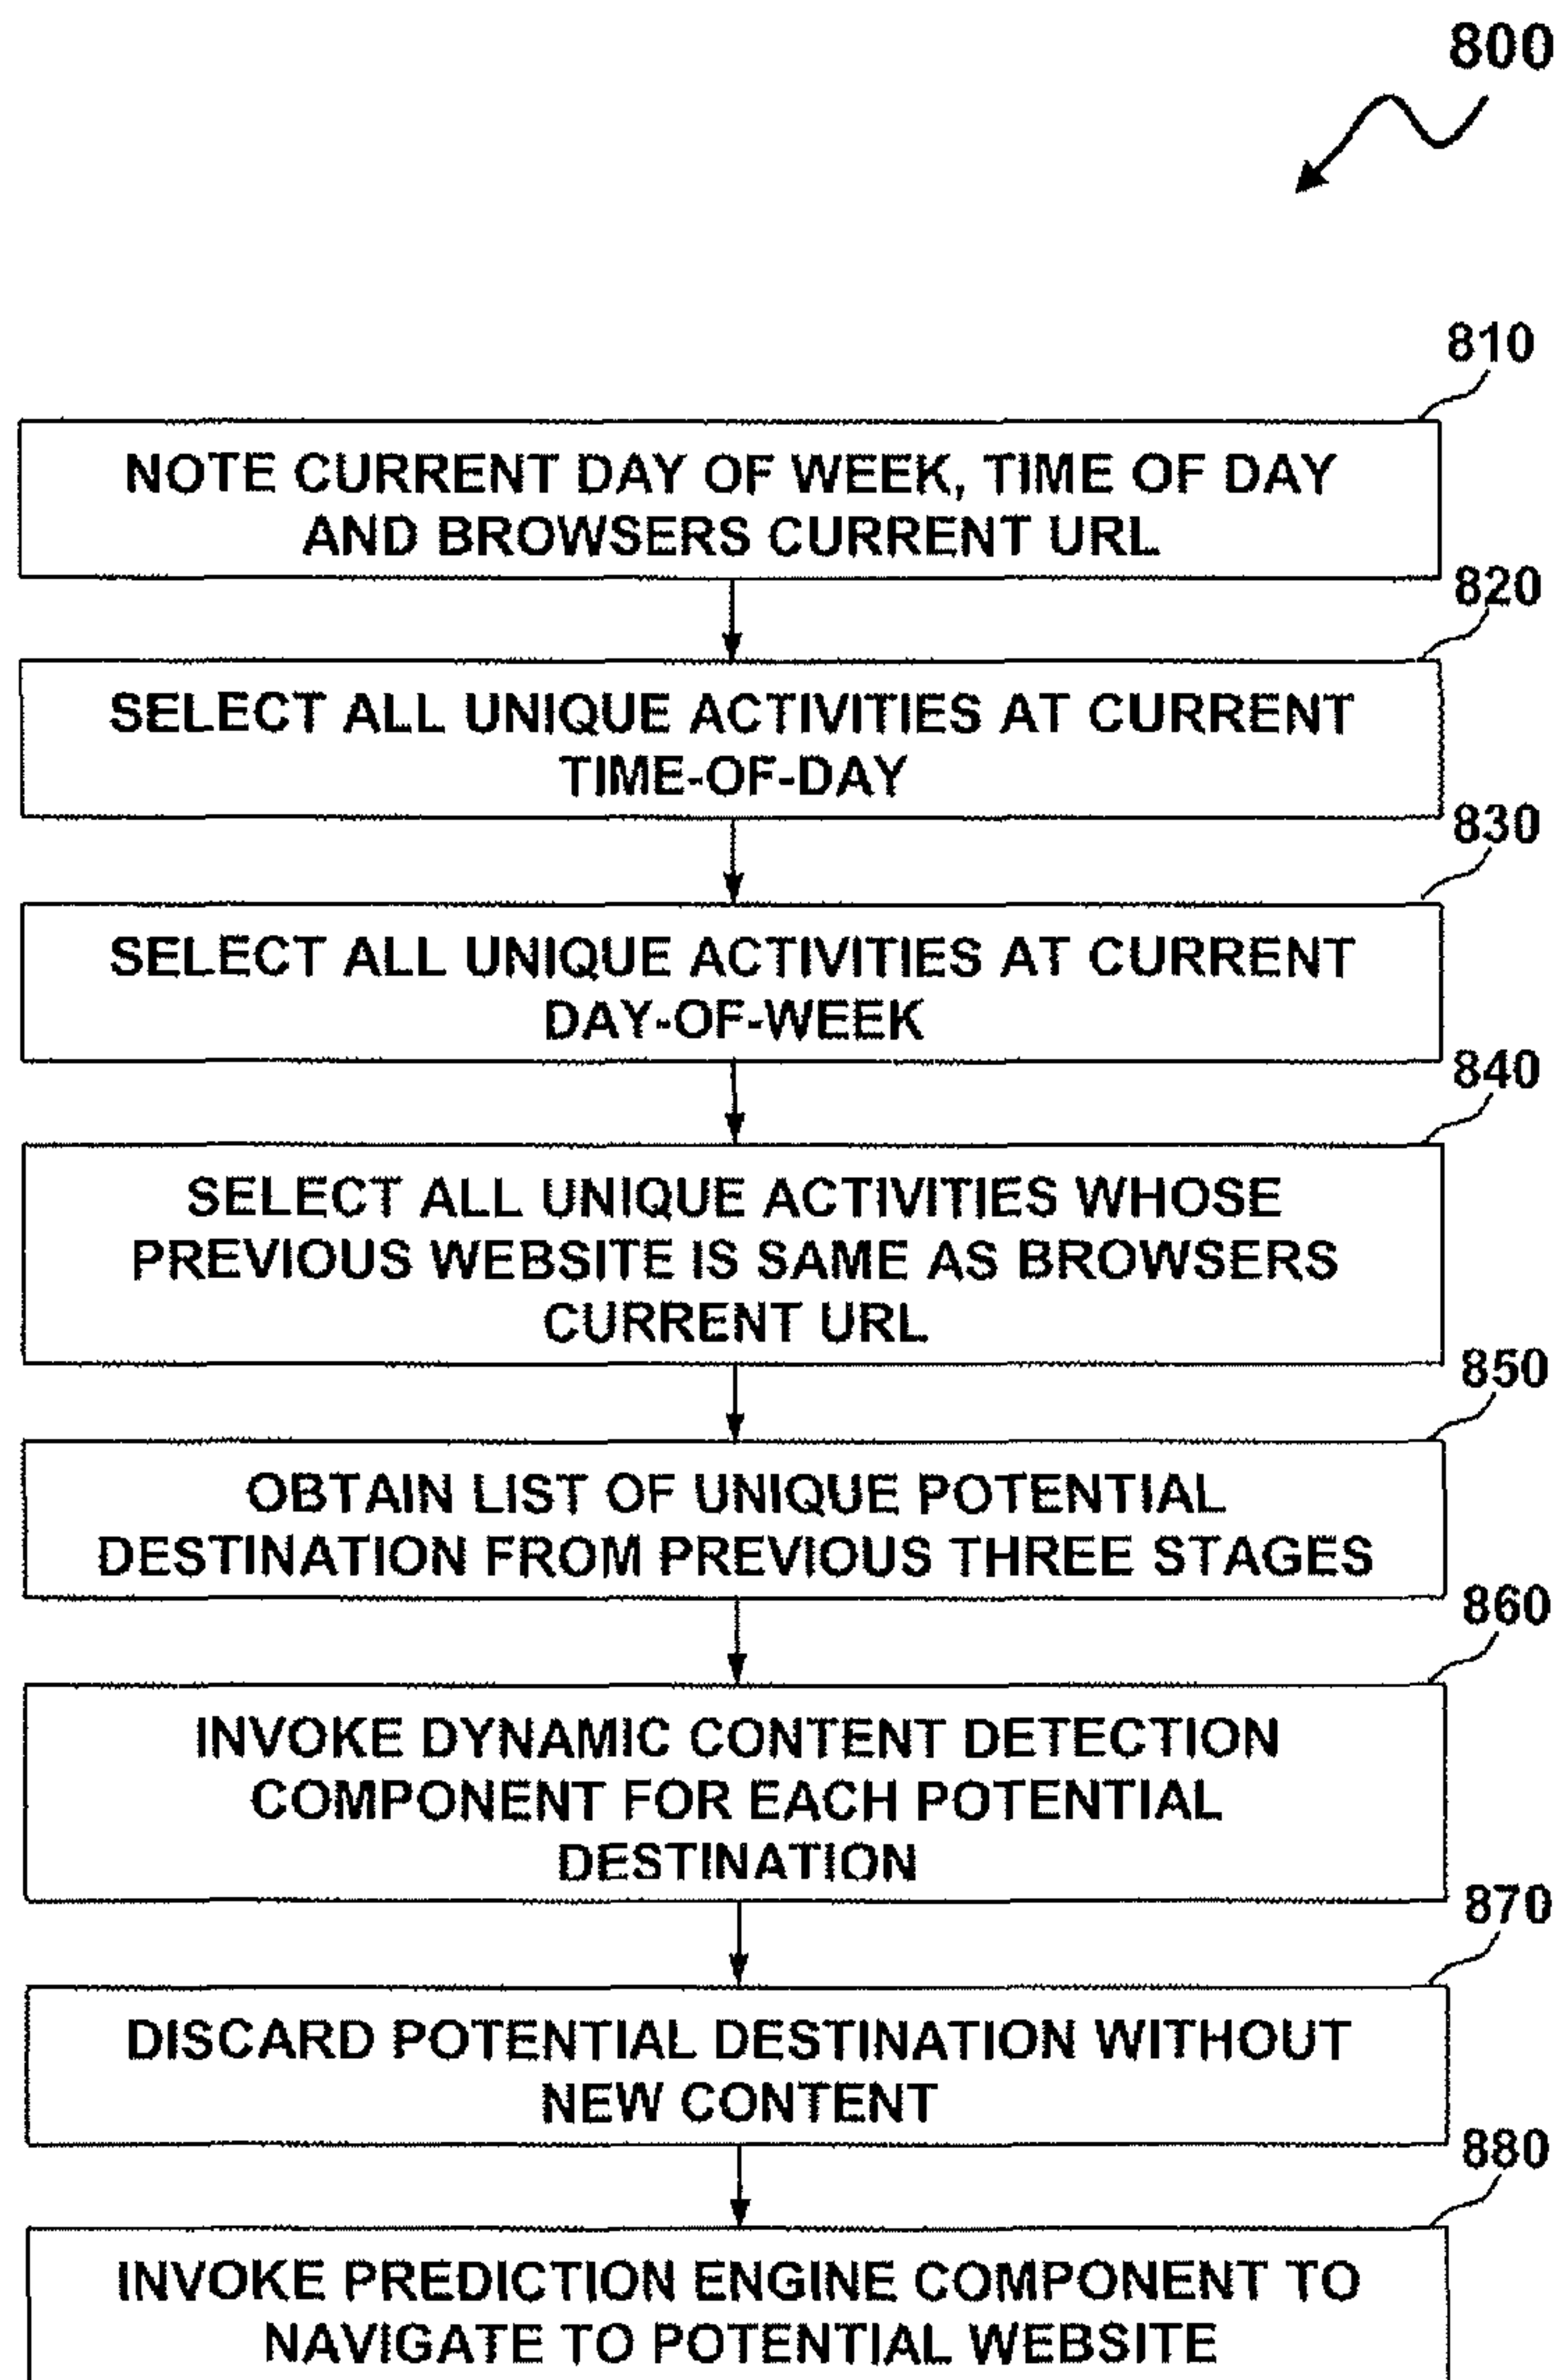 800
810
NOTE CURRENT DAY OF WEEK, TIME OF DAY
AND BROWSERS CURRENT URL
820
SELECT ALL UNIQUE ACTIVITIES AT CURRENT
TIME-OF-DAY
830
SELECT ALL UNIQUE ACTIVITIES AT CURRENT
DAY-OF-WEEK
840
SELECT ALL UNIQUE ACTIVITIES WHOSE
PREVIOUS WEBSITE IS SAME AS BROWSERS
CURRENT URL
850
OBTAIN LIST OF UNIQUE POTENTIAL
DESTINATION FROM PREVIOUS THREE STAGES
860
INVOKE DYNAMIC CONTENT DETECTION
COMPONENT FOR EACH POTENTIAL
DESTINATION
870
DISCARD POTENTIAL DESTINATION WITHOUT
NEW CONTENT
880
INVOKE PREDICTION ENGINE COMPONENT TO
NAVIGATE TO POTENTIAL WEBSITE